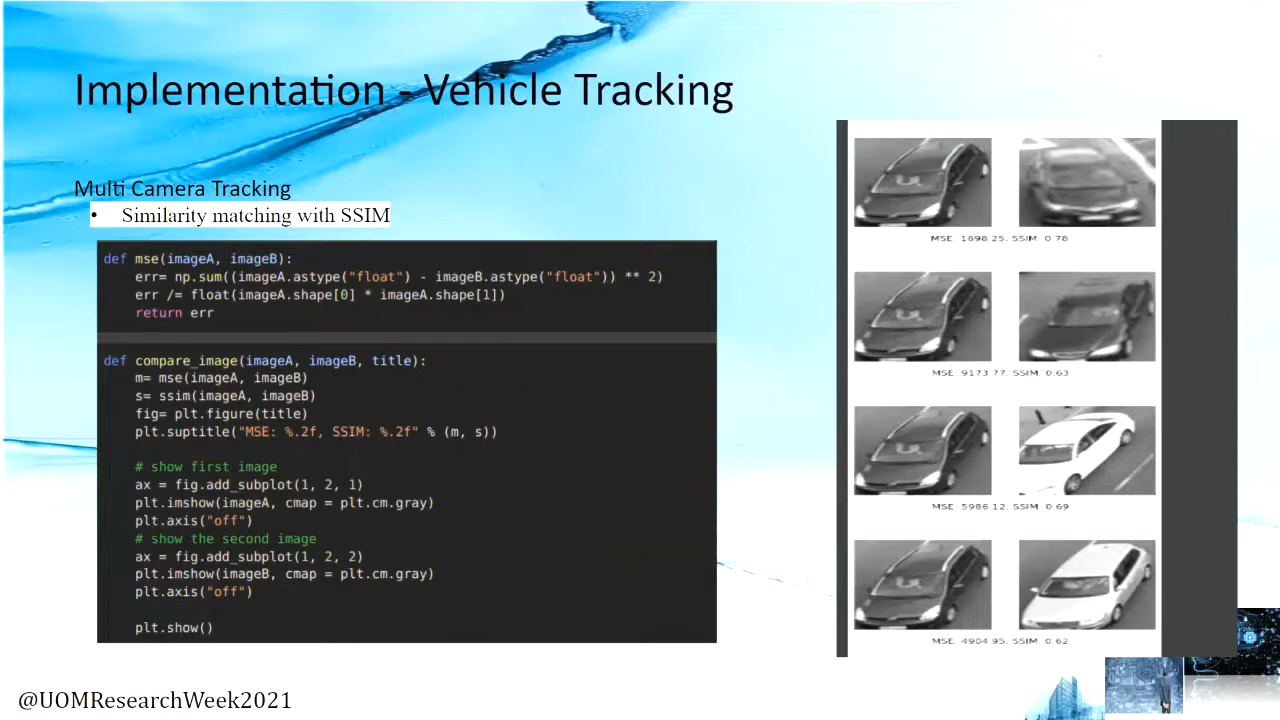 Implementation - Vehicle Tracking
Multi Camera Tracking
• Similarity matching with SSIM
def mse(imageA, imageB):
    err= np.sum((imageA.astype("float") - imageB.astype("float")) ** 2)
    err /= float(imageA.shape[0] * imageA.shape[1])
    return err
def compare_image(imageA, imageB, title):
    m= mse(imageA, imageB)
    s= ssim(imageA, imageB)
    fig= plt.figure(title)
    plt.suptitle("MSE: %.2f, SSIM: %.2f" % (m, s))
    # show first image
    ax = fig.add_subplot(1, 2, 1)
    plt.imshow(imageA, cmap = plt.cm.gray)
    plt.axis("off")
    # show the second image
    ax = fig.add_subplot(1, 2, 2)
    plt.imshow(imageB, cmap = plt.cm.gray)
    plt.axis("off")
    plt.show()
MSE: 1698.25, SSIM: 0.78
MSE: 9173.77, SSIM: 0.63
MSE: 5986.12, SSIM: 0.69
MSE: 4904.95, SSIM: 0.62
@UOMResearchWeek2021